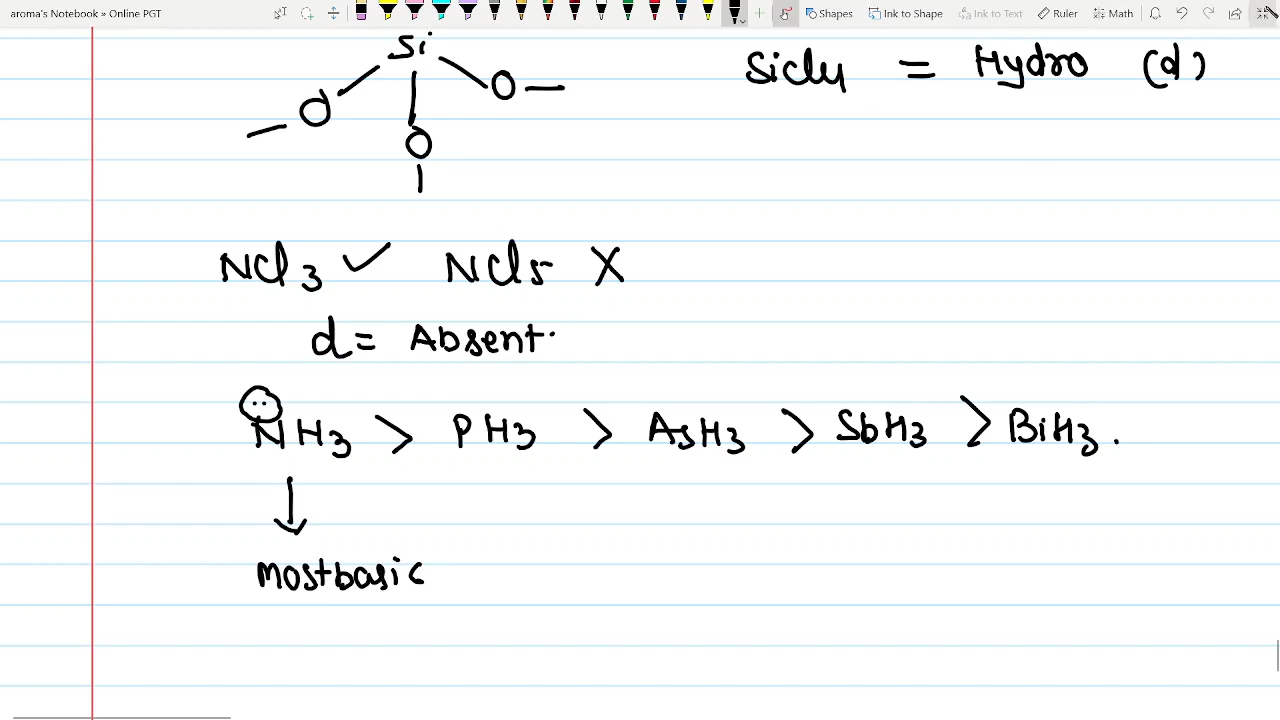 aroma's Notebook » Online PGT
Shapes Ink to Shape Ink to Text Ruler Math
Si
O O
O
Sicl4 = Hydro (d)
NCl3 ✓ NCl5 X
d = Absent.
NH3 > PH3 > AsH3 > SbH3 > BiH3.
↓
Mostbasic